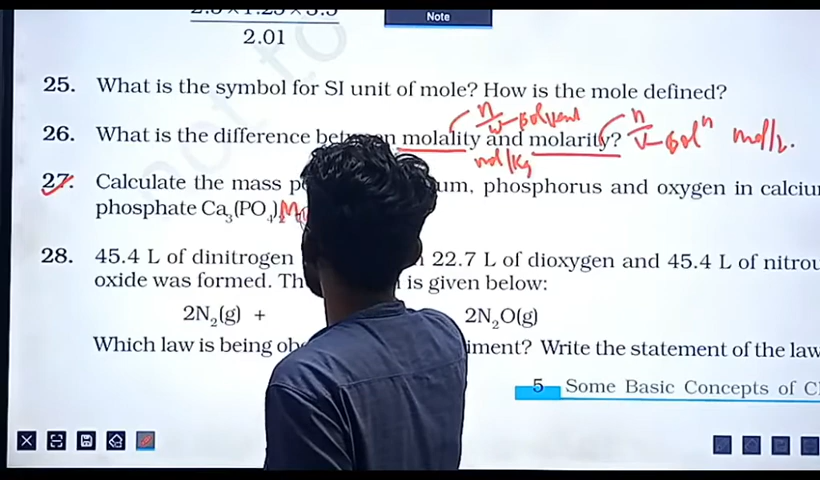 2.01
Note
25. What is the symbol for SI unit of mole? How is the mole defined?
n
w solvent
n
V soln mol/L.
26. What is the difference between molality and molarity?
mol/kg
27. Calculate the mass p um, phosphorus and oxygen in calciu
phosphate Ca3(PO4)2
28. 45.4 L of dinitrogen 22.7 L of dioxygen and 45.4 L of nitrou
oxide was formed. Th is given below:
2N2(g) + 2N2O(g)
Which law is being ob iment? Write the statement of the law
5 Some Basic Concepts of C